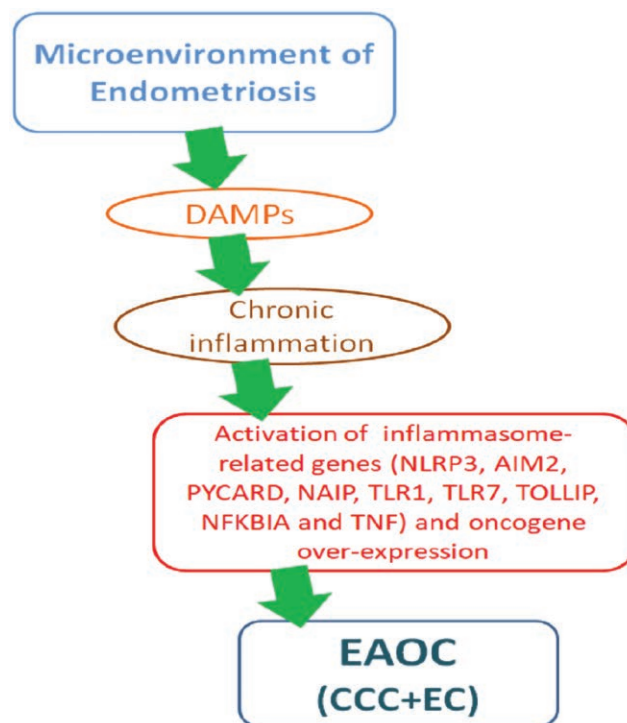 Microenvironment of
Endometriosis
DAMPs
Chronic
inflammation
Activation of inflammasome-
related genes (NLRP3, AIM2,
PYCARD, NAIP, TLR1, TLR7, TOLLIP,
NFKBIA and TNF) and oncogene
over-expression
EAOC
(CCC+EC)